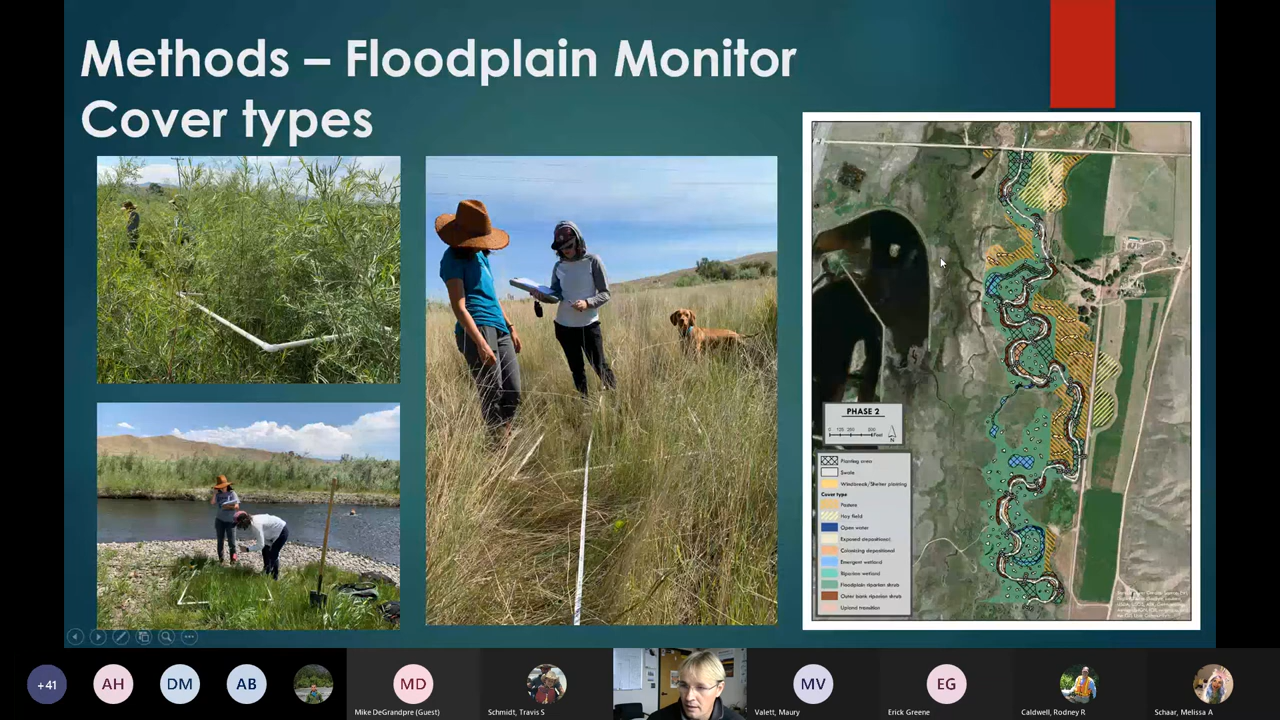 Methods – Floodplain Monitor
Cover types
PHASE 2
N
Planting area
Swale
Windbreak/Shelter planting
Cover type
Pasture
Hay field
Open water
Exposed depositional
Colonizing depositional
Emergent wetland
Riparian wetland
Floodplain riparian shrub
Outer bank riparian shrub
Upland transition
+41
AH
DM
AB
MD
Mike DeGrandpre (Guest)
Schmidt, Travis S
MV
Valett, Maury
EG
Erick Greene
Caldwell, Rodney R
Schaar, Melissa A